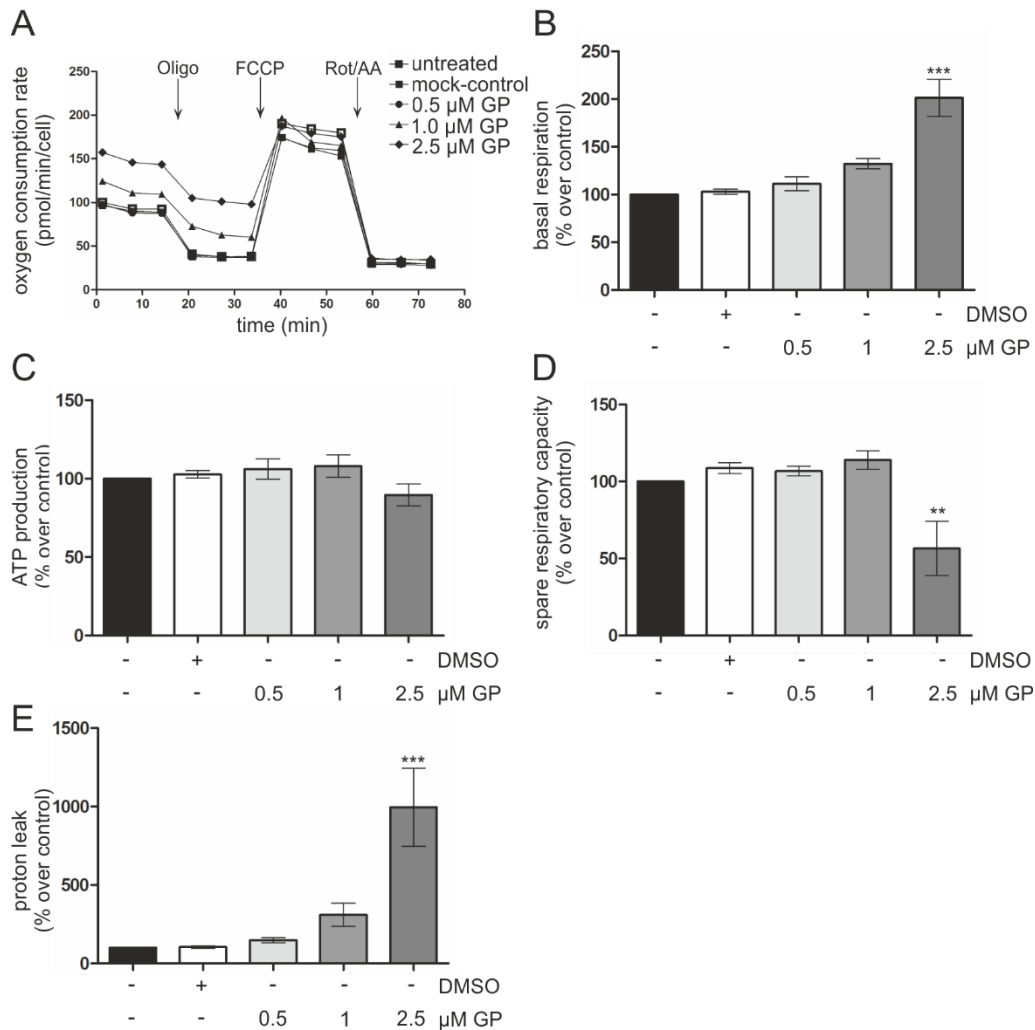 A
Oligo FCCP Rot/AA
untreated
mock-control
0.5 µM GP
1.0 µM GP
2.5 µM GP
oxygen consumption rate
(pmol/min/cell)
250
200
150
100
50
0
0 10 20 30 40 50 60 70 80
time (min)
B
basal respiration
(% over control)
250
200
150
100
50
0
***
- + - - - DMSO
- - 0.5 1 2.5 µM GP
C
ATP production
(% over control)
150
100
50
0
- + - - - DMSO
- - 0.5 1 2.5 µM GP
D
spare respiratory capacity
(% over control)
150
100
50
0
**
- + - - - DMSO
- - 0.5 1 2.5 µM GP
E
proton leak
(% over control)
1500
1000
500
0
***
- + - - - DMSO
- - 0.5 1 2.5 µM GP